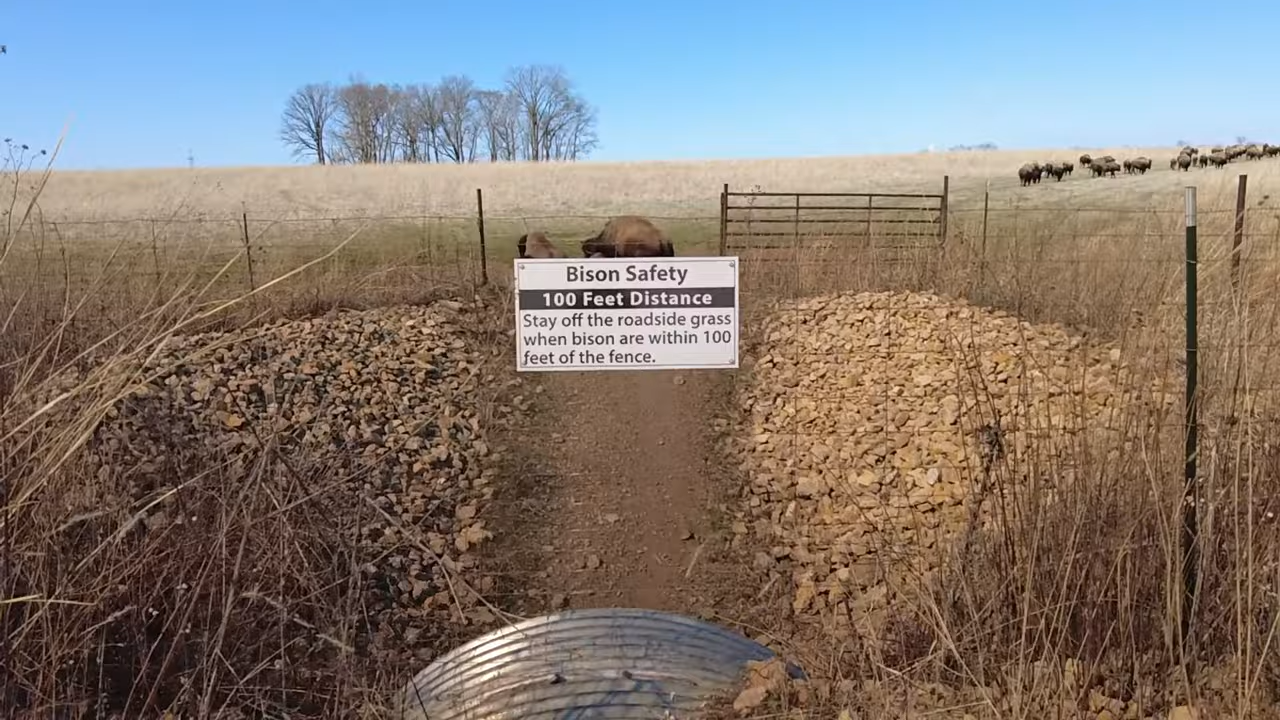 Bison Safety
100 Feet Distance
Stay off the roadside grass
when bison are within 100
feet of the fence.